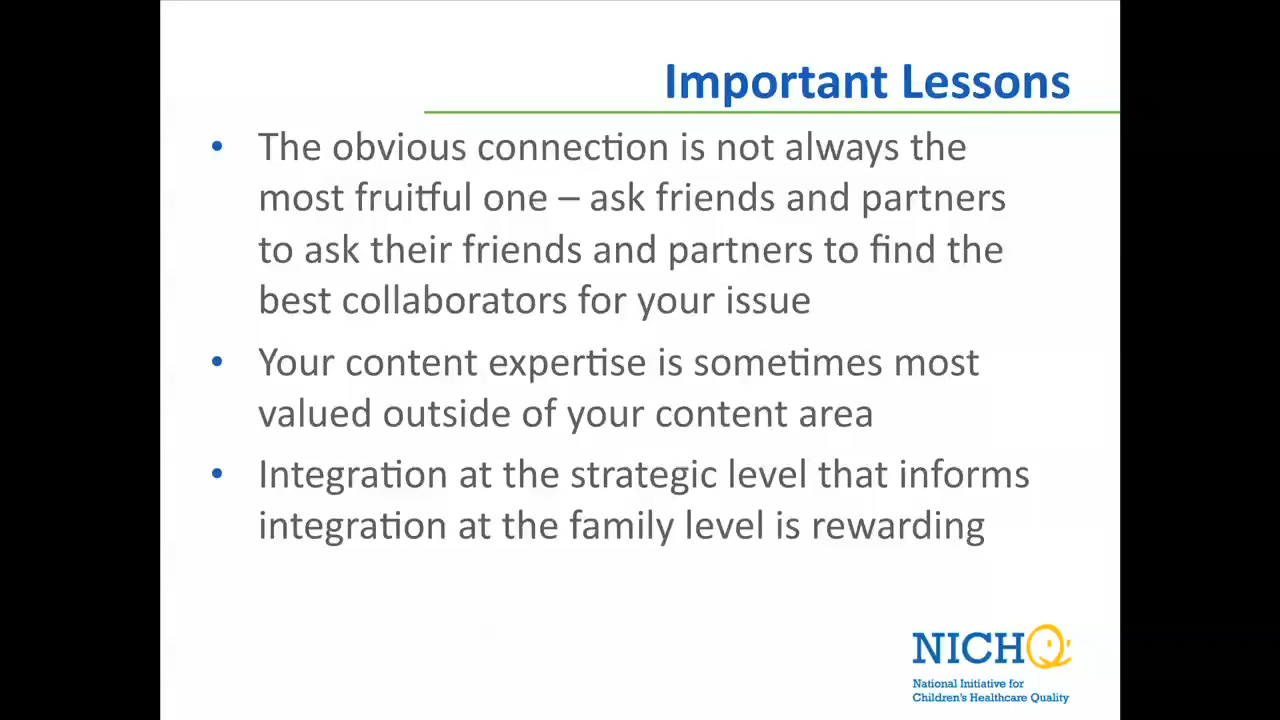 Important Lessons
• The obvious connection is not always the
most fruitful one – ask friends and partners
to ask their friends and partners to find the
best collaborators for your issue
• Your content expertise is sometimes most
valued outside of your content area
• Integration at the strategic level that informs
integration at the family level is rewarding
NICHQ
National Initiative for
Children's Healthcare Quality